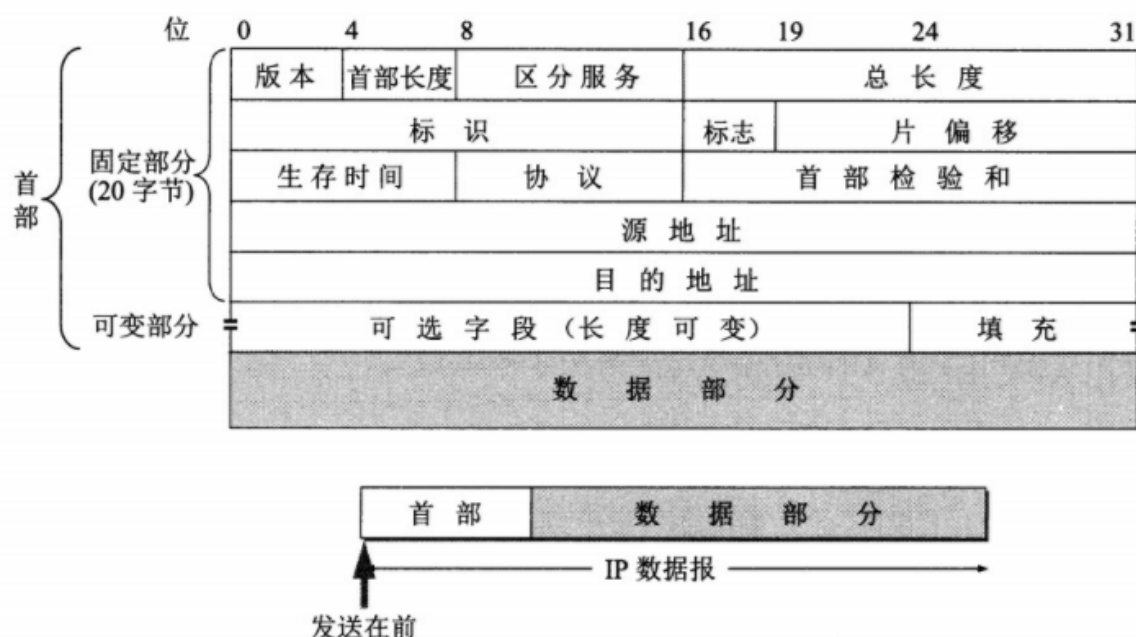 位 0 4 8 16 19 24 31
版本 首部长度 区分服务 总长度
标识 标志 片偏移
固定部分
(20 字节)
首部
生存时间 协议 首部检验和
源地址
目的地址
可变部分 可选字段（长度可变） 填充
数据部分
首部 数据部分
IP 数据报
发送在前